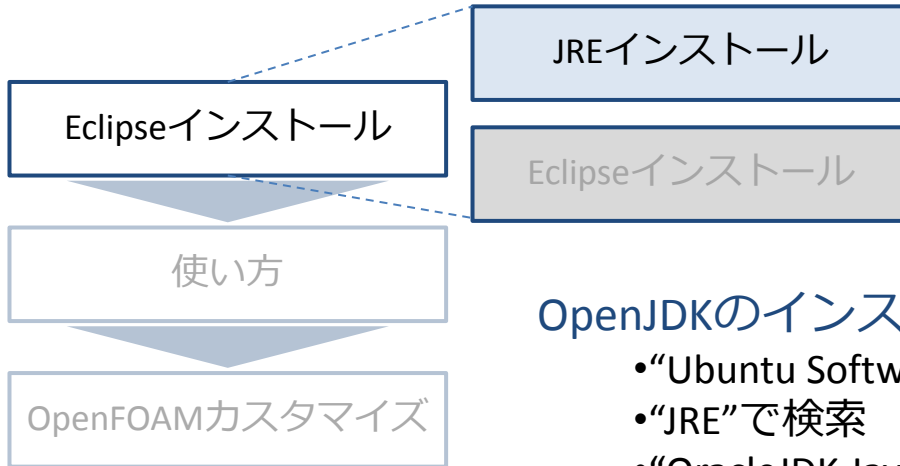 JREインストール
Eclipseインストール
Eclipseインストール
使い方
OpenFOAMカスタマイズ
OpenJDKのインス
•“Ubuntu Softw
•“JRE”で検索